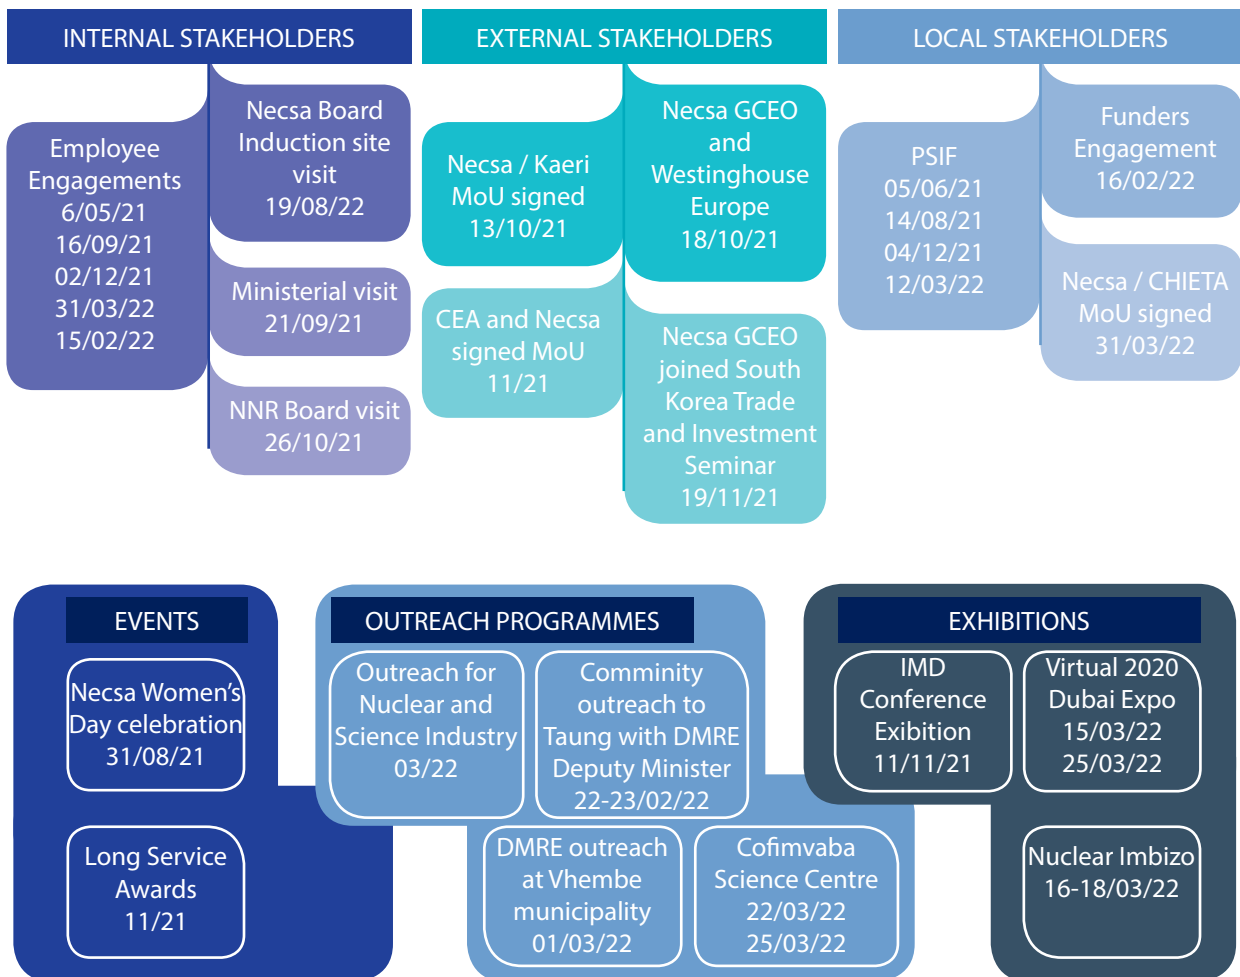 INTERNAL STAKEHOLDERS
Employee
Engagements
6/05/21
16/09/21
02/12/21
31/03/22
15/02/22
Necsa Board
Induction site
visit
19/08/22
Ministerial visit
21/09/21
NNR Board visit
26/10/21
EXTERNAL STAKEHOLDERS
Necsa / Kaeri
MoU signed
13/10/21
CEA and Necsa
signed MoU
11/21
Necsa GCEO
and
Westinghouse
Europe
18/10/21
Necsa GCEO
joined South
Korea Trade
and Investment
Seminar
19/11/21
LOCAL STAKEHOLDERS
PSIF
05/06/21
14/08/21
04/12/21
12/03/22
Funders
Engagement
16/02/22
Necsa / CHIETA
MoU signed
31/03/22
EVENTS
Necsa Women’s
Day celebration
31/08/21
Long Service
Awards
11/21
OUTREACH PROGRAMMES
Outreach for
Nuclear and
Science Industry
03/22
Comminity
outreach to
Taung with DMRE
Deputy Minister
22-23/02/22
DMRE outreach
at Vhembe
municipality
01/03/22
Cofimvaba
Science Centre
22/03/22
25/03/22
EXHIBITIONS
IMD
Conference
Exibition
11/11/21
Virtual 2020
Dubai Expo
15/03/22
25/03/22
Nuclear Imbizo
16-18/03/22